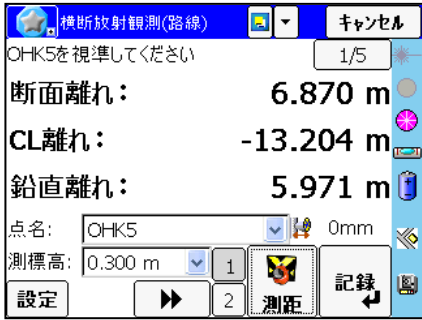 横断放射観測(路線) キャンセル
OHK5を視準してください 1/5
断面離れ: 6.870 m
CL離れ: -13.204 m
鉛直離れ: 5.971 m
点名: OHK5 0mm
測標高: 0.300 m 1
設定 2 測距 記録